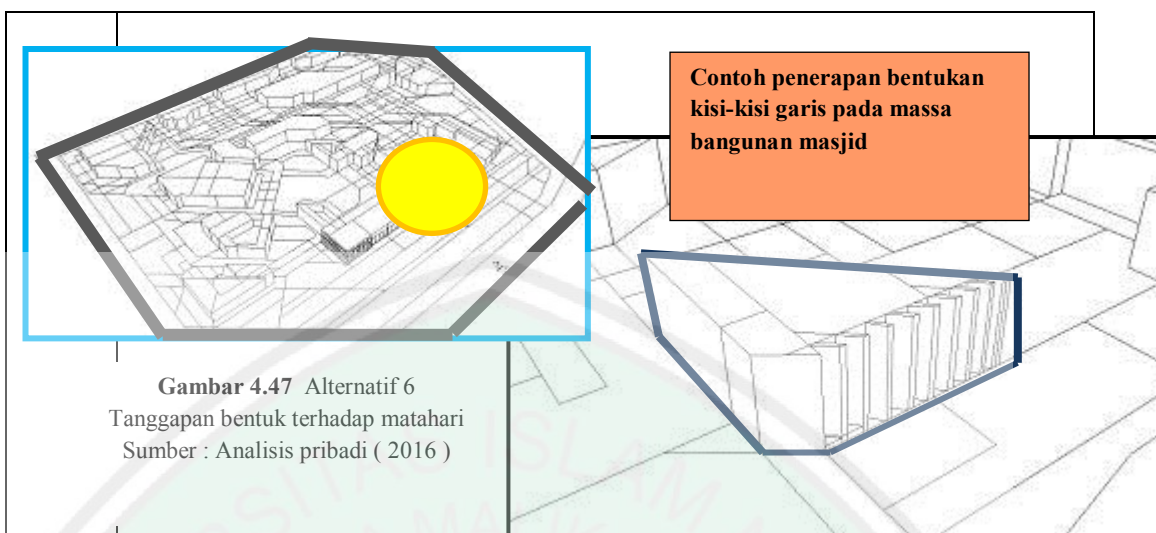 Contoh penerapan bentukan
kisi-kisi garis pada massa
bangunan masjid
Gambar 4.47 Alternatif 6
Tanggapan bentuk terhadap matahari
Sumber : Analisis pribadi ( 2016 )
ISLAM